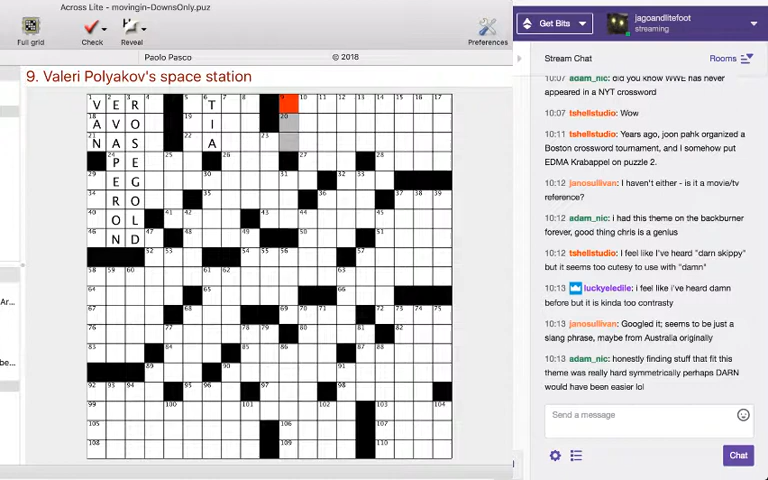 Across Lite - movingin-DownsOnly.puz
Full grid
Check
Reveal
Preferences
Paolo Pasco
© 2018
9. Valeri Polyakov's space station
V E R T
A V O I
N A S A
P E
E G
R O
O L
N D
Get Bits
jagoandlitefoot
streaming
Stream Chat
Rooms
10:07 adam_nic: did you know WWE has never
appeared in a NYT crossword
10:07 tshellstudio: Wow
10:11 tshellstudio: Years ago, joon pahk organized a
Boston crossword tournament, and I somehow put
EDMA Krabappel on puzzle 2.
10:12 janosullivan: I haven't either - is it a movie/tv
reference?
10:12 adam_nic: i had this theme on the backburner
forever, good thing chris is a genius
10:12 tshellstudio: I feel like I've heard "darn skippy"
but it seems too cutesy to use with "damn"
10:13 luckyeledile: i feel like i've heard damn
before but it is kinda too contrasty
10:13 janosullivan: Googled it; seems to be just a
slang phrase, maybe from Australia originally
10:13 adam_nic: honestly finding stuff that fit this
theme was really hard symmetrically perhaps DARN
would have been easier lol
Send a message
Chat
Ar...
be...